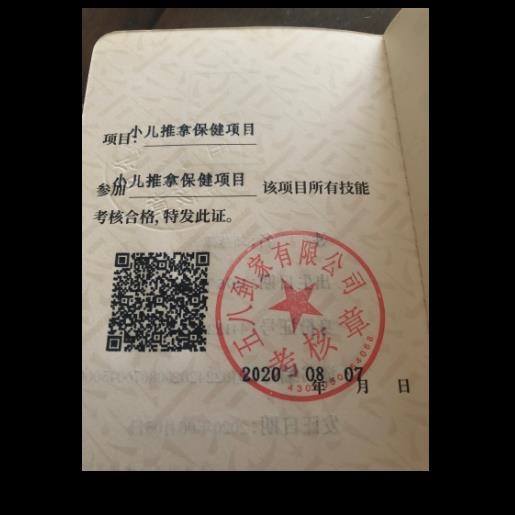 项目: 小儿推拿保健项目
参加 小儿推拿保健项目 该项目所有技能
考核合格, 特发此证。
五八到家有限公司
考核章
2020 - 08 - 07
年 月 日